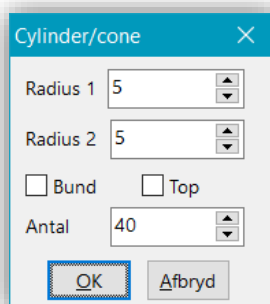 Cylinder/cone
Radius 1 5
Radius 2 5
Bund Top
Antal 40
OK Afbryd